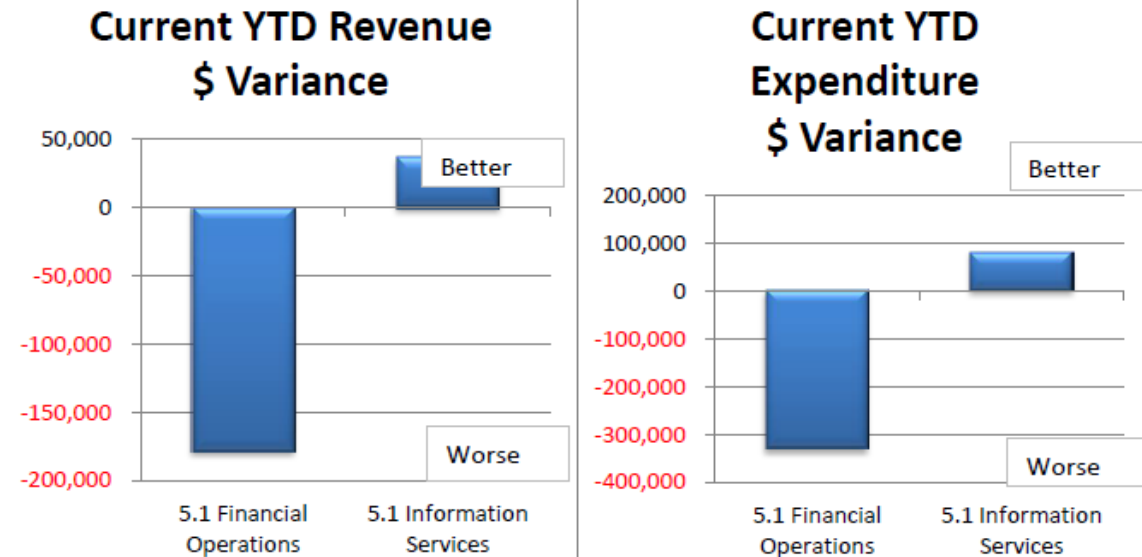 Current YTD Revenue
$ Variance
50,000
0
-50,000
-100,000
-150,000
-200,000
Better
Worse
5.1 Financial
Operations
5.1 Information
Services
Current YTD
Expenditure
$ Variance
200,000
100,000
0
-100,000
-200,000
-300,000
-400,000
Better
Worse
5.1 Financial
Operations
5.1 Information
Services